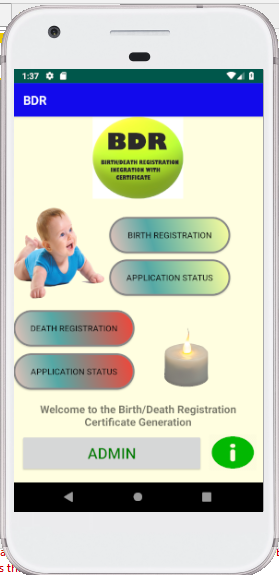 1:37
BDR
BDR
BIRTH/DEATH REGISTRATION
INEGRATION WITH
CERTIFICATE
BIRTH REGISTRATION
APPLICATION STATUS
DEATH REGISTRATION
APPLICATION STATUS
Welcome to the Birth/Death Registration
Certificate Generation
ADMIN
i